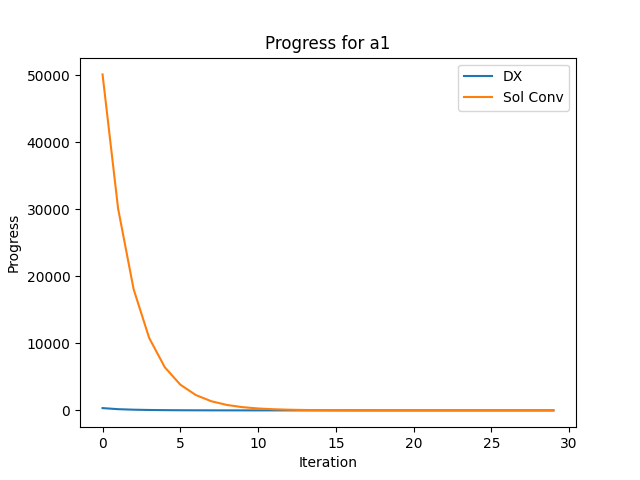 Progress for a1
DX
Sol Conv
Progress
50000
40000
30000
20000
10000
0
0 5 10 15 20 25 30
Iteration